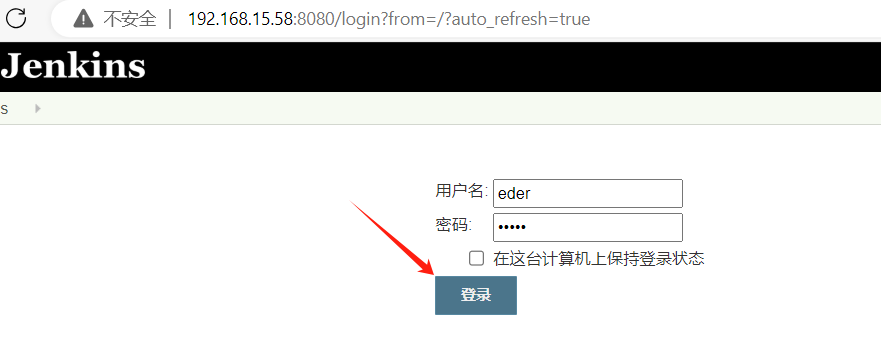 不安全 | 192.168.15.58:8080/login?from=/?auto_refresh=true
Jenkins
s
用户名: eder
密码: •••••
在这台计算机上保持登录状态
登录